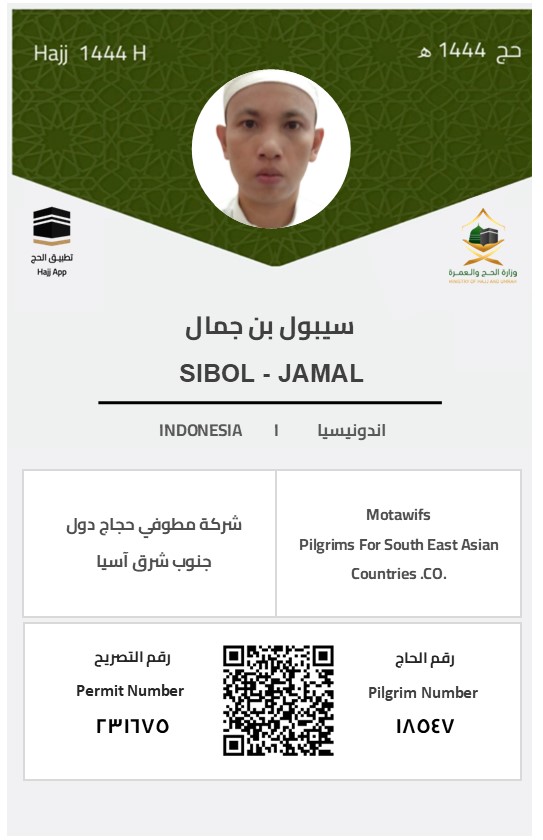 Hajj 1444 H
حج 1444 هـ
تطبيق الحج
Hajj App
وزارة الحج والعمرة
MINISTRY OF HAJJ AND UMRAH
سيبول بن جمال
SIBOL - JAMAL
INDONESIA | اندونيسيا
شركة مطوفي حجاج دول
جنوب شرق آسيا
Motawifs
Pilgrims For South East Asian
Countries .CO.
رقم التصريح
Permit Number
٢٣١٦٧٥
رقم الحاج
Pilgrim Number
١٨٥٤٧